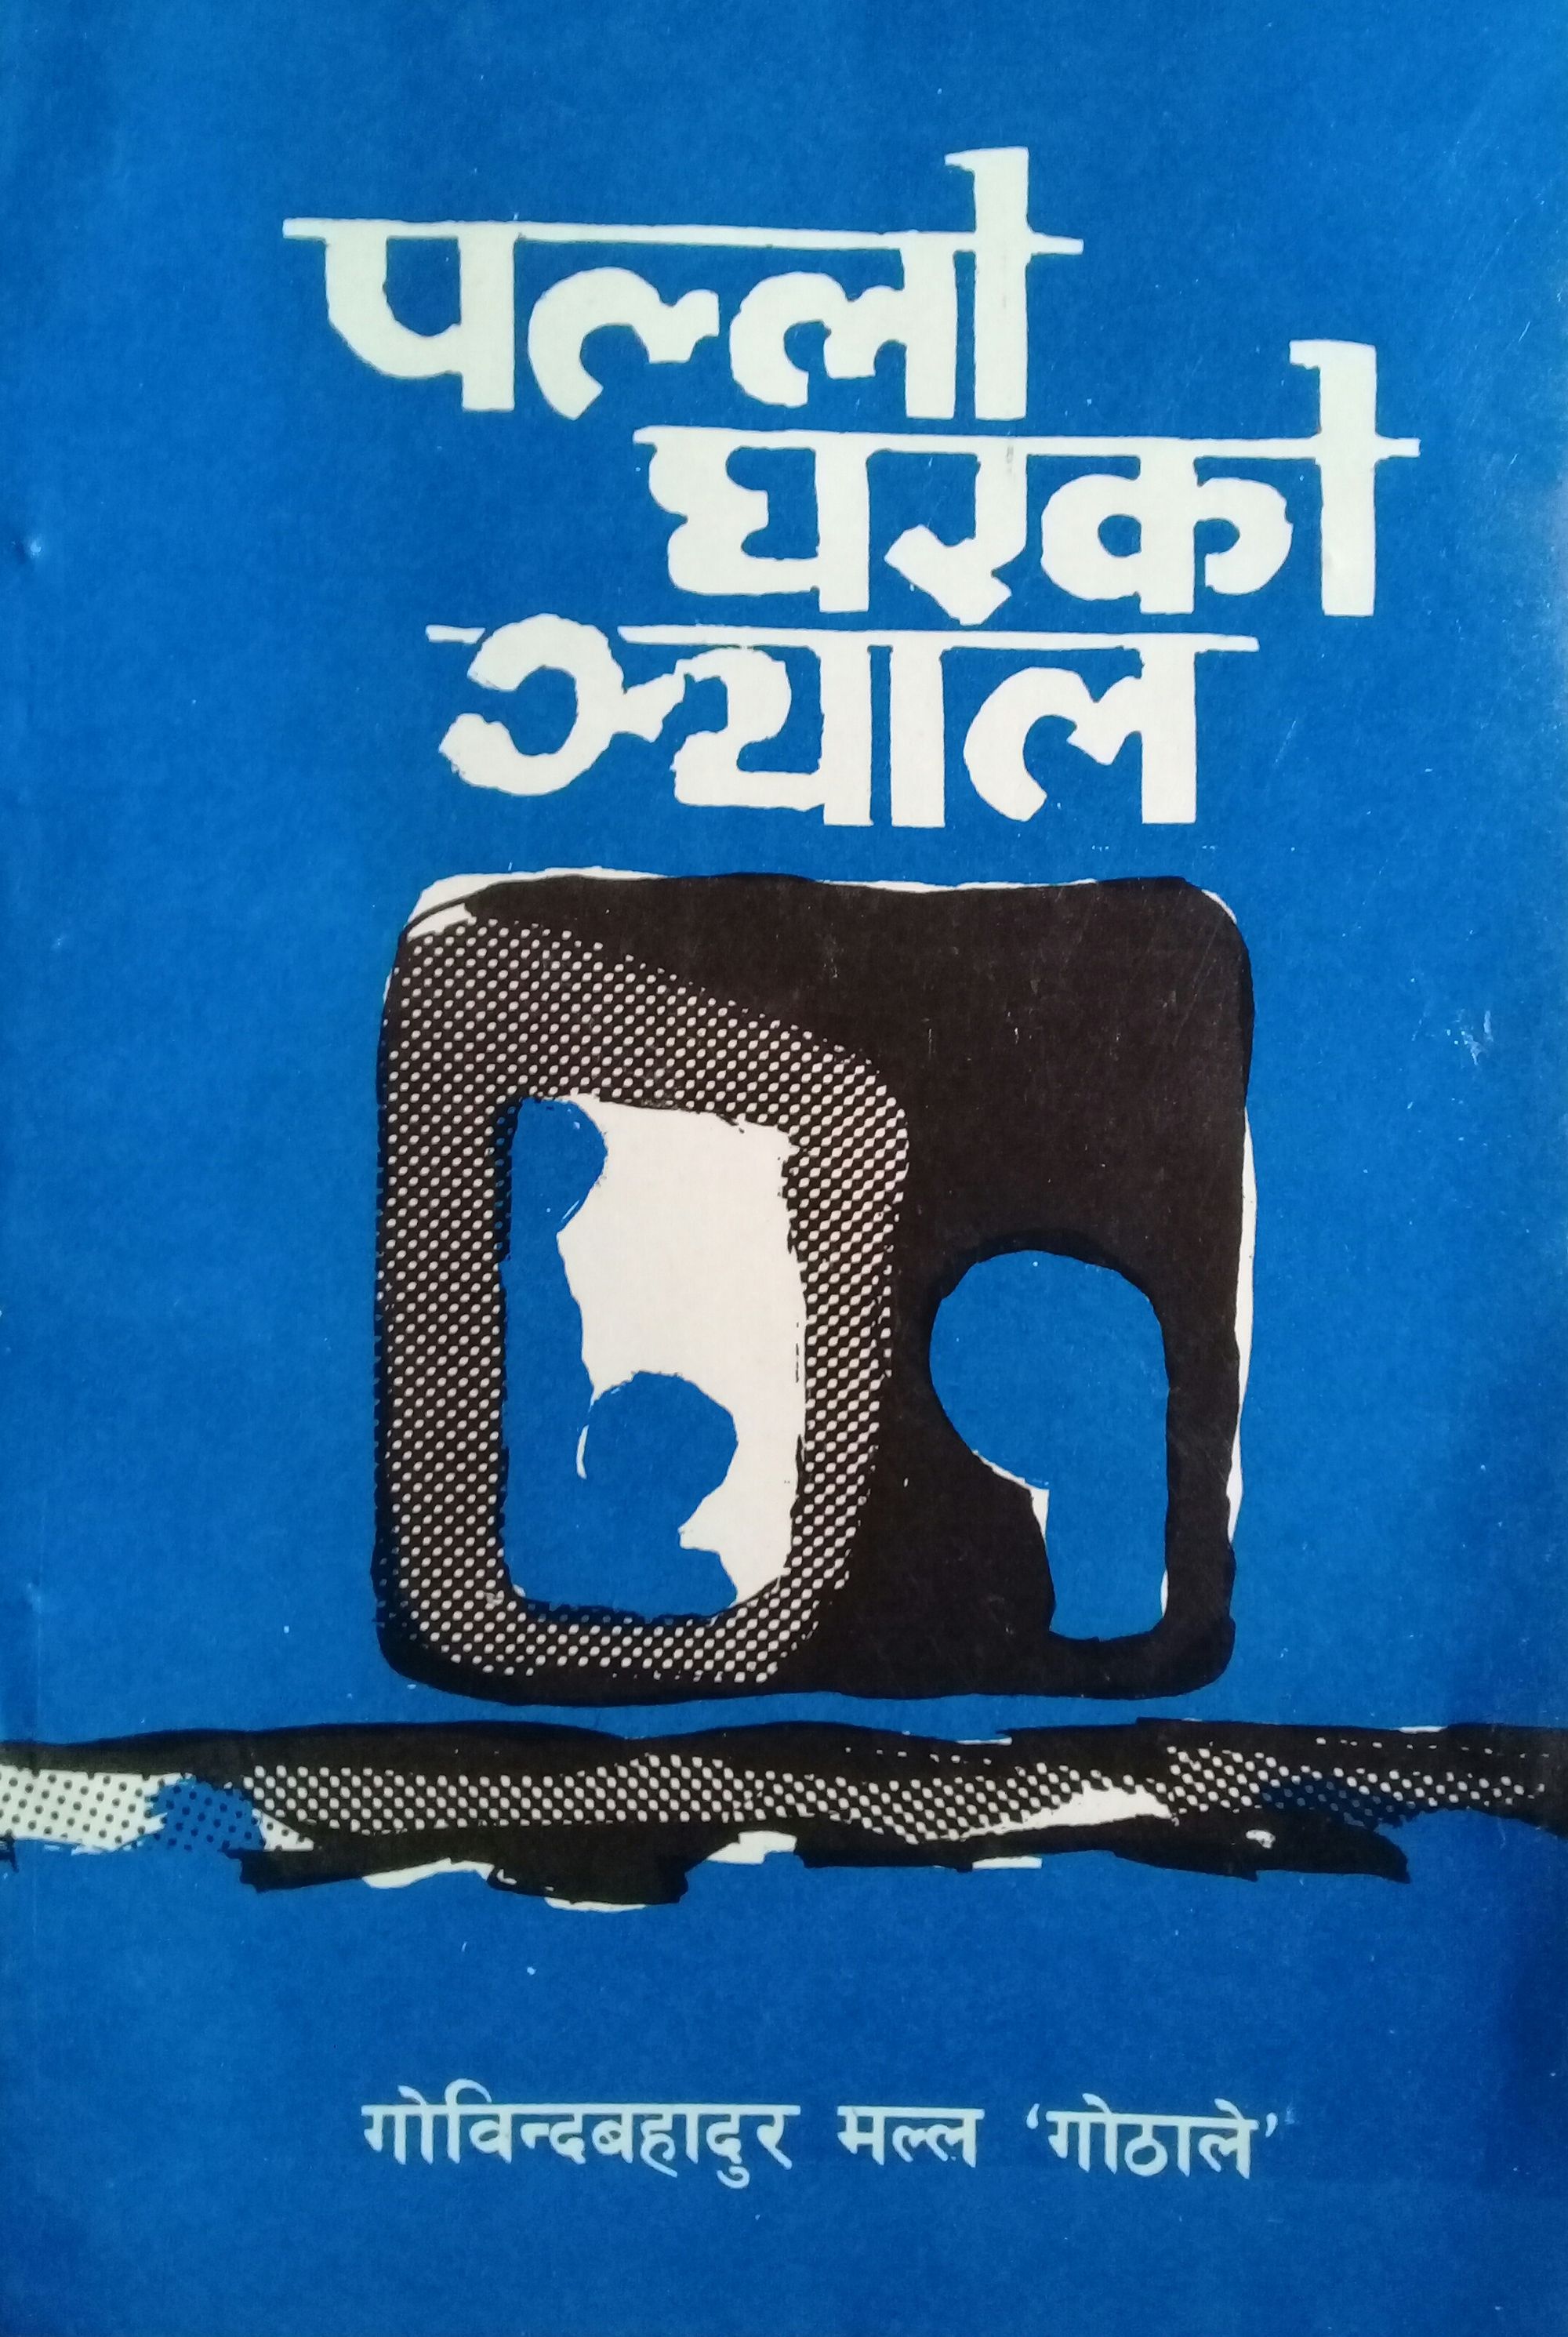 पल्लो
घरको
झ्याल
गोविन्दबहादुर मल्ल ‘गोठाले’